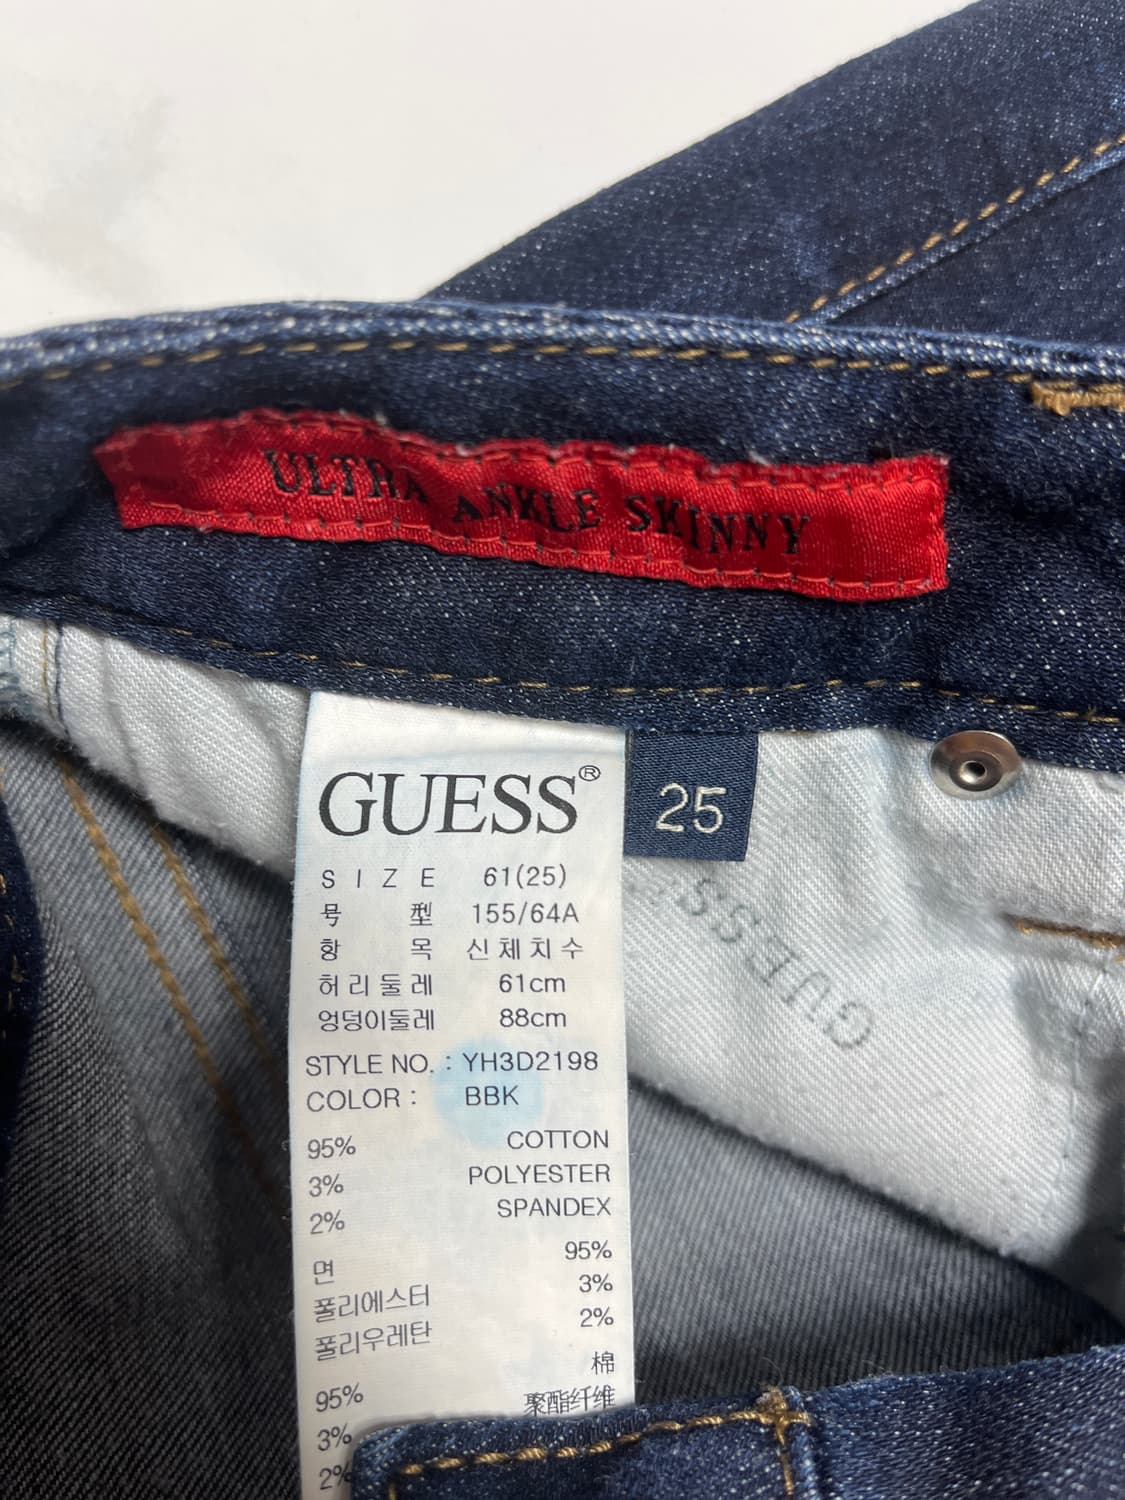 ULTRA ANKLE SKINNY
GUESS®
25
SIZE 61(25)
号型 155/64A
항목 신체치수
허리둘레 61cm
엉덩이둘레 88cm
STYLE NO. : YH3D2198
COLOR : BBK
95% COTTON
3% POLYESTER
2% SPANDEX
면 95%
폴리에스터 3%
폴리우레탄 2%
95% 棉
3% 聚酯纤维
2%
GUESS